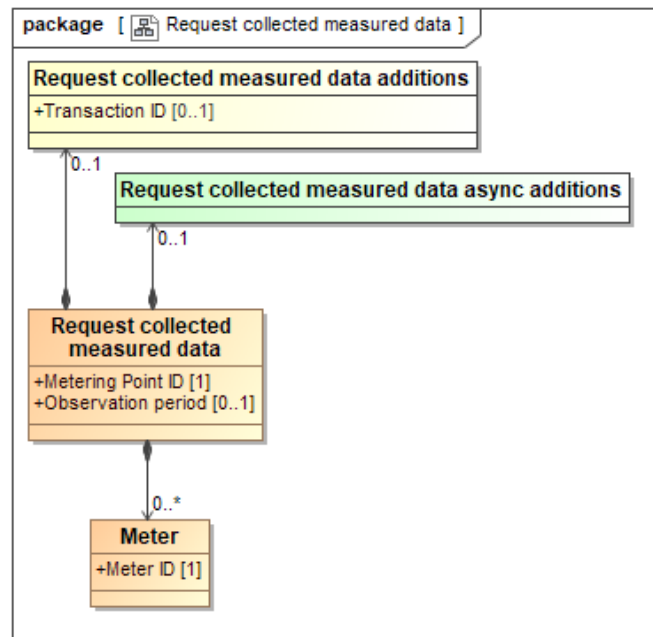 package [ Request collected measured data ]
Request collected measured data additions
+Transaction ID [0..1]
0..1
Request collected measured data async additions
0..1
Request collected
measured data
+Metering Point ID [1]
+Observation period [0..1]
0..*
Meter
+Meter ID [1]